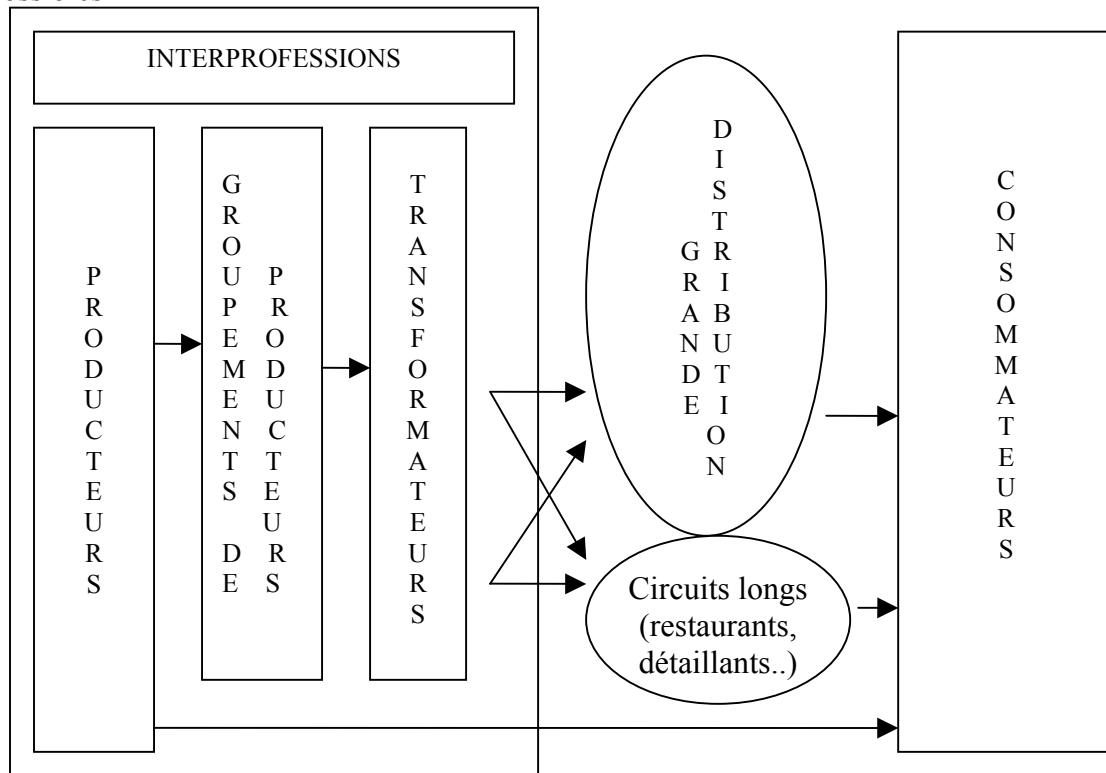 INTERPROFESSIONS
PRODUCTEURS
GROUPEMENTS DE
PRODUCTEURS
TRANSFORMATEURS
GRANDE
DISTRIBUTION
Circuits longs
(restaurants,
détaillants..)
CONSOMMATEURS